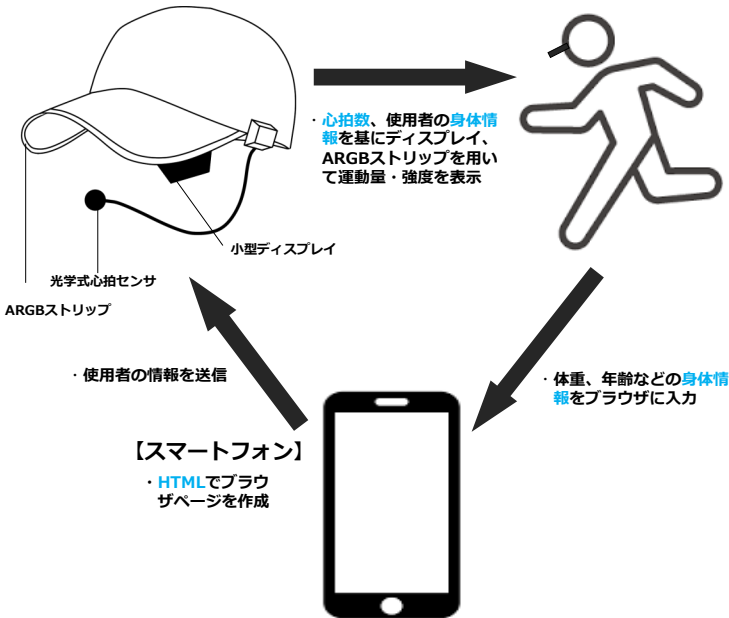 ・心拍数、使用者の身体情
報を基にディスプレイ、
ARGBストリップを用い
て運動量・強度を表示
小型ディスプレイ
光学式心拍センサ
ARGBストリップ
・使用者の情報を送信
・体重、年齢などの身体情
報をブラウザに入力
【スマートフォン】
・HTMLでブラウ
ザページを作成